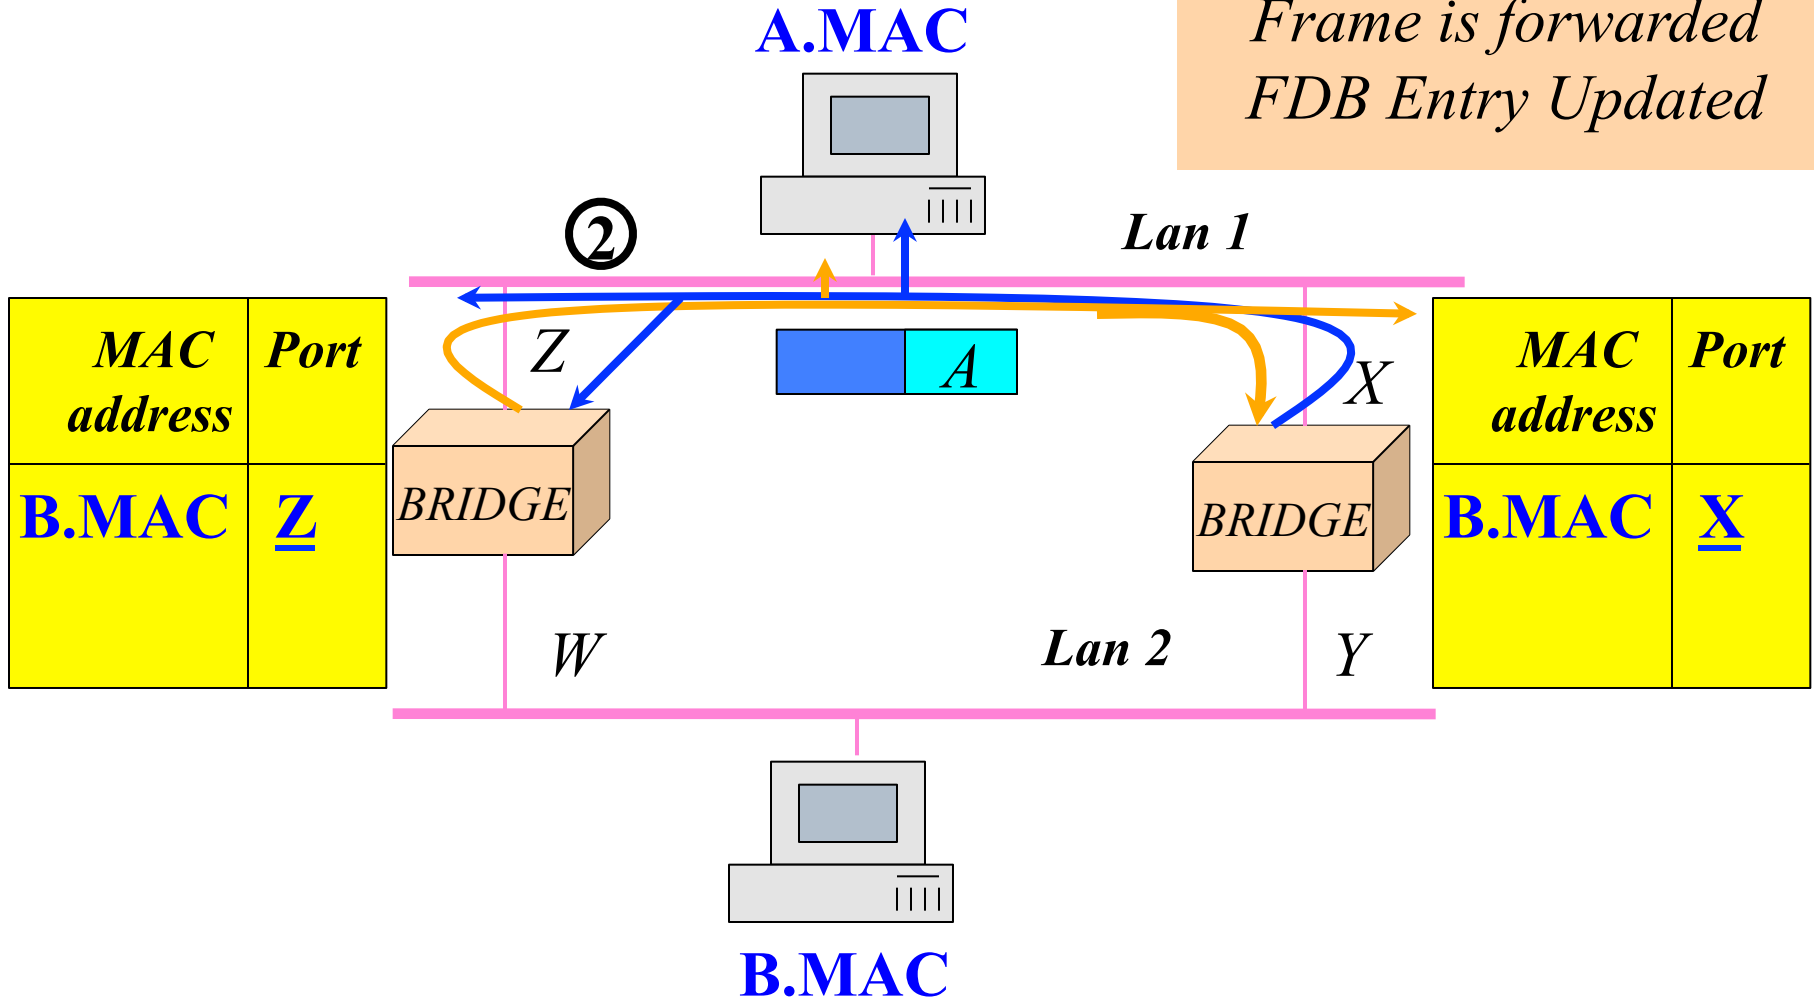 A.MAC
Frame is forwarded
FDB Entry Updated
2
Lan 1
MAC address
Port
B.MAC
Z
Z
A
X
MAC address
Port
B.MAC
X
BRIDGE
BRIDGE
W
Lan 2
Y
B.MAC